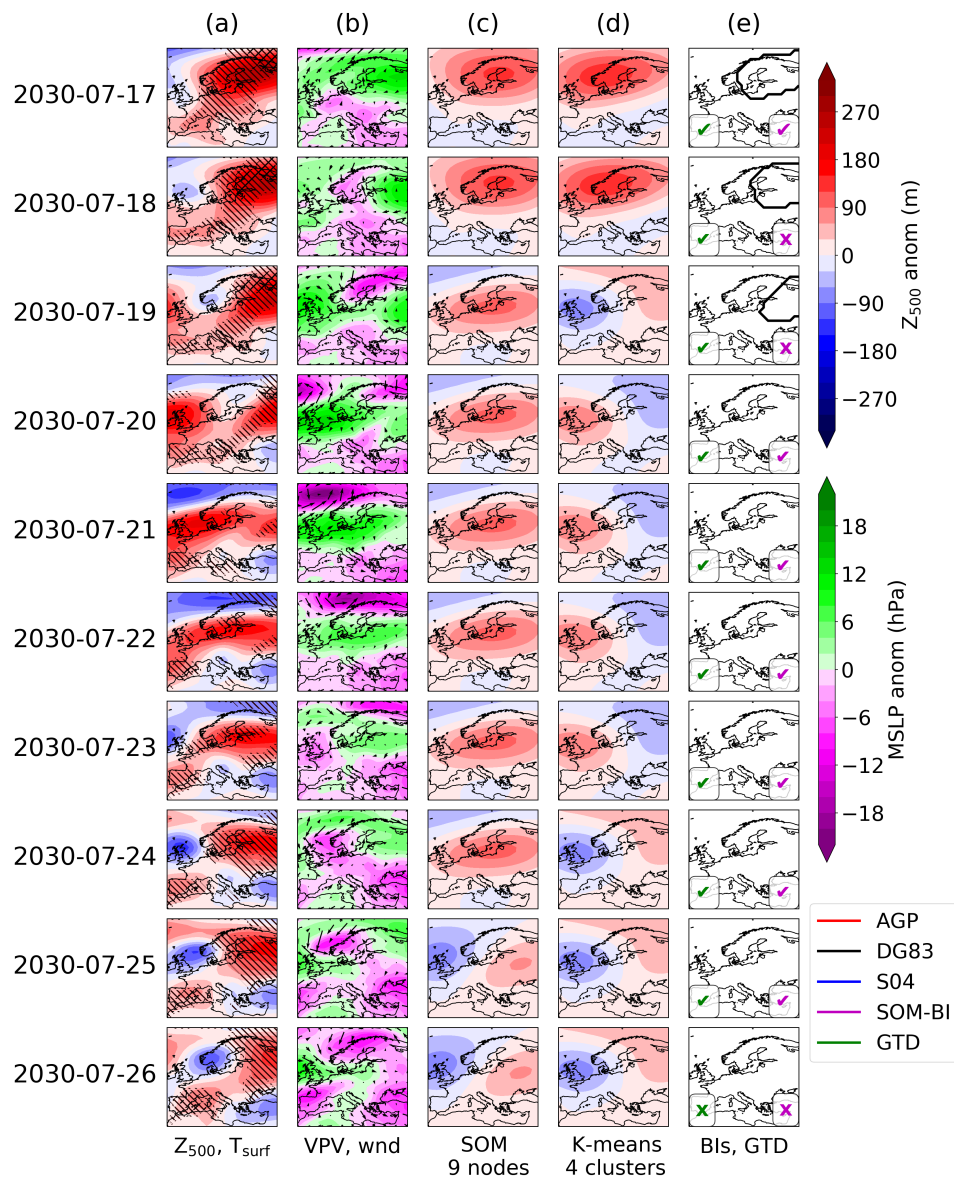 (a) (b) (c) (d) (e)
2030-07-17
2030-07-18
2030-07-19
2030-07-20
2030-07-21
2030-07-22
2030-07-23
2030-07-24
2030-07-25
2030-07-26
Z500, Tsurf
VPV, wnd
SOM
9 nodes
K-means
4 clusters
BIs, GTD
270
180
90
0
−90
−180
−270
Z500 anom (m)
18
12
6
0
−6
−12
−18
MSLP anom (hPa)
AGP
DG83
S04
SOM-BI
GTD